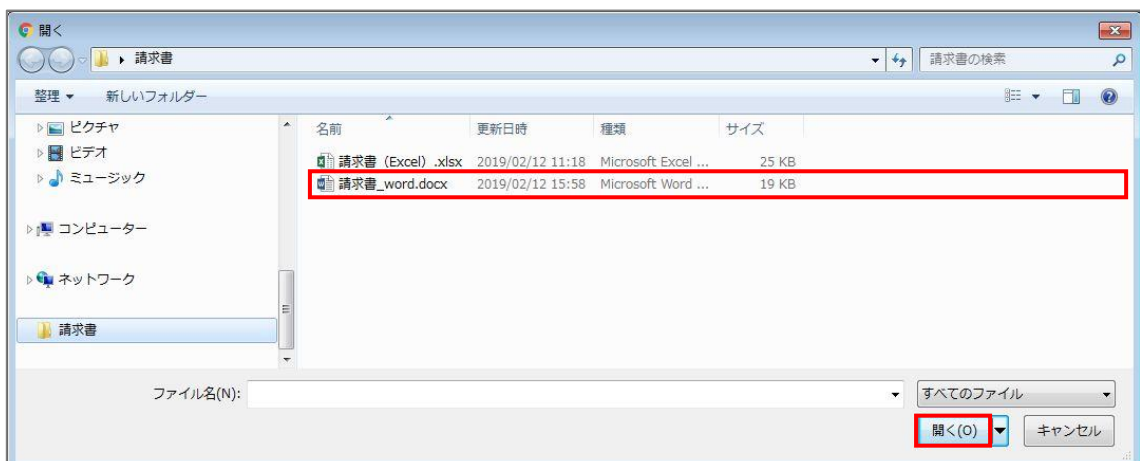 開く
請求書
請求書の検索
整理 新しいフォルダー
ピクチャ
ビデオ
ミュージック
コンピューター
ネットワーク
請求書
名前 更新日時 種類 サイズ
請求書（Excel）.xlsx 2019/02/12 11:18 Microsoft Excel ... 25 KB
請求書_word.docx 2019/02/12 15:58 Microsoft Word ... 19 KB
ファイル名(N):
すべてのファイル
開く(O) キャンセル